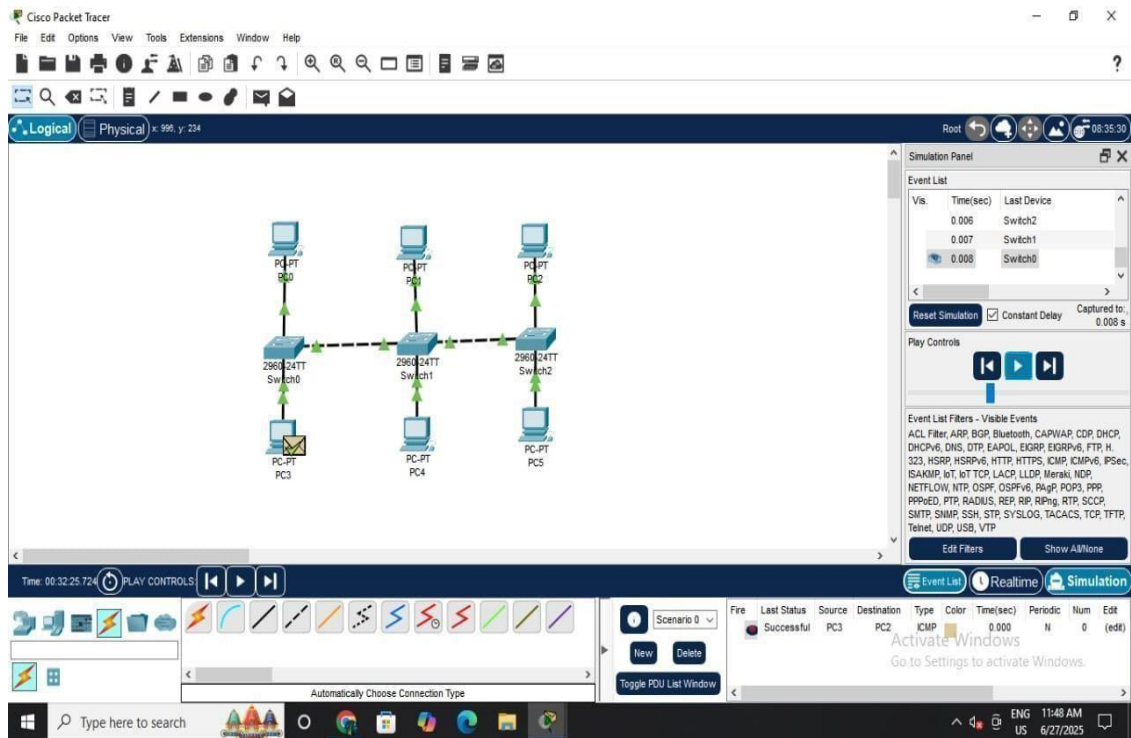 Cisco Packet Tracer
File Edit Options View Tools Extensions Window Help
?
Logical Physical x: 996, y: 234 Root 08:35:30
Simulation Panel
Event List
Vis. Time(sec) Last Device
0.006 Switch2
0.007 Switch1
0.008 Switch0
Reset Simulation Constant Delay Captured to:
0.008 s
Play Controls
Event List Filters - Visible Events
ACL Filter, ARP, BGP, Bluetooth, CAPWAP, CDP, DHCP,
DHCPv6, DNS, DTP, EAPOL, EIGRP, EIGRPv6, FTP, H.
323, HSRP, HSRPv6, HTTP, HTTPS, ICMP, ICMPv6, IPSec,
ISAKMP, IoT, IoT TCP, LACP, LLDP, Meraki, NDP,
NETFLOW, NTP, OSPF, OSPFv6, PAgP, POP3, PPP,
PPPoED, PTP, RADIUS, REP, RIP, RIPng, RTP, SCCP,
SMTP, SNMP, SSH, STP, SYSLOG, TACACS, TCP, TFTP,
Telnet, UDP, USB, VTP
Edit Filters Show All/None
PC-PT
PC0
PC-PT
PC1
PC-PT
PC2
2960-24TT
Switch0
2960-24TT
Switch1
2960-24TT
Switch2
PC-PT
PC3
PC-PT
PC4
PC-PT
PC5
Time: 00:32:25.724 PLAY CONTROLS: Event List Realtime Simulation
Automatically Choose Connection Type
Scenario 0
New Delete
Toggle PDU List Window
Fire Last Status Source Destination Type Color Time(sec) Periodic Num Edit
Successful PC3 PC2 ICMP 0.000 N 0 (edit)
Activate Windows
Go to Settings to activate Windows.
Type here to search
ENG 11:48 AM
US 6/27/2025